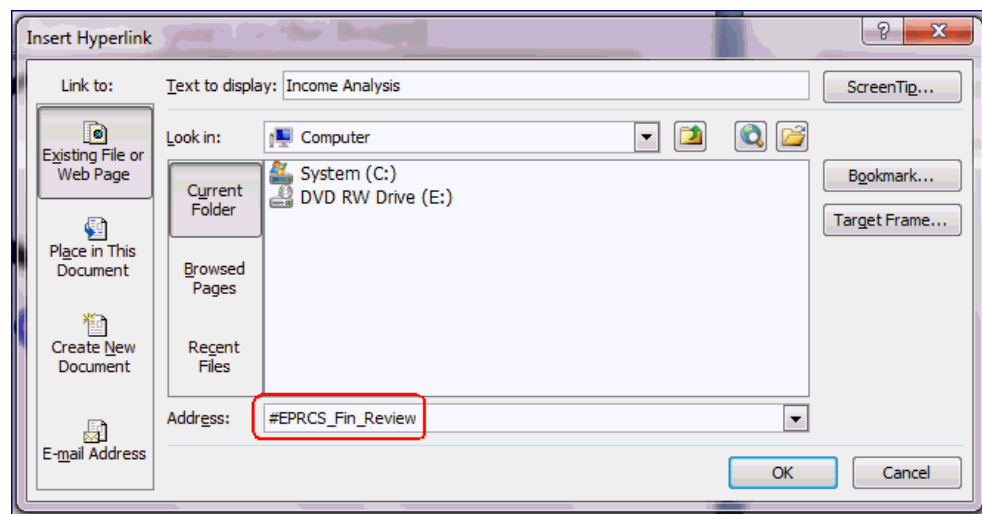 Insert Hyperlink
Link to:
Text to display: Income Analysis
ScreenTip...
Existing File or
Web Page
Look in: Computer
Current
Folder
System (C:)
DVD RW Drive (E:)
Bookmark...
Target Frame...
Place in This
Document
Browsed
Pages
Create New
Document
Recent
Files
Address: #EPRCS_Fin_Review
E-mail Address
OK
Cancel